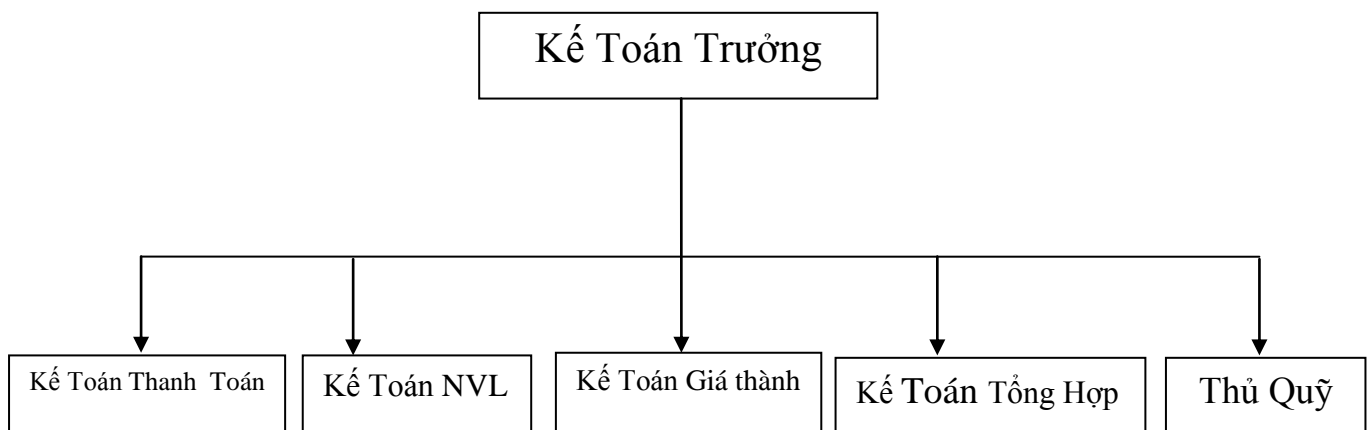 Kế Toán Trưởng
Kế Toán Thanh Toán
Kế Toán NVL
Kế Toán Giá thành
Kế Toán Tổng Hợp
Thủ Quỹ